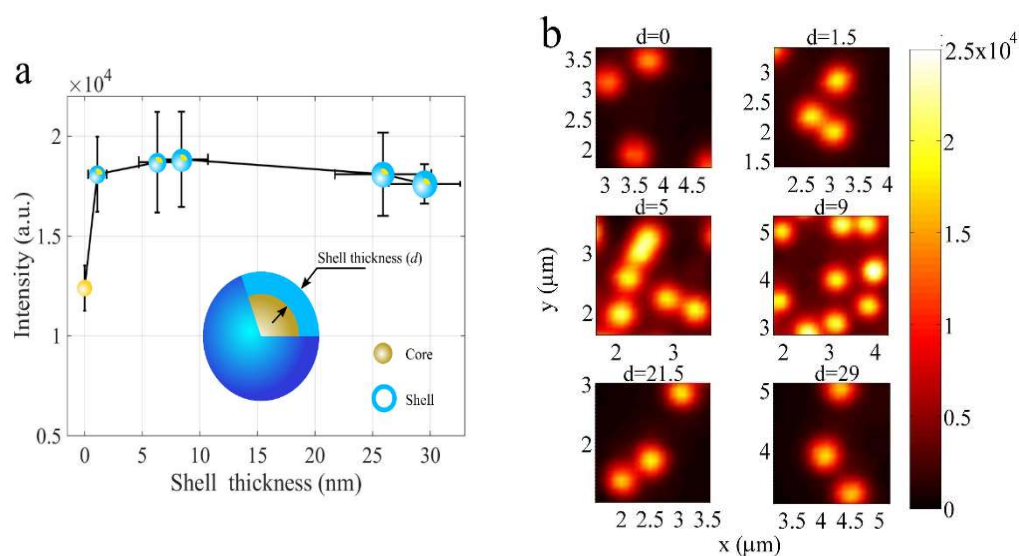 a
×10⁴
2
1.5
1
0.5
0
5
10
15
20
25
30
Intensity (a.u.)
Shell thickness (nm)
Shell thickness (d)
Core
Shell
b
d=0
3.5
3
2.5
2
3 3.5 4 4.5
d=1.5
3
2.5
2
1.5
2.5 3 3.5 4
d=5
3
2
2 3
d=9
5
4
3
2 3 4
d=21.5
3
2
2 2.5 3 3.5
d=29
5
4
3.5 4 4.5 5
y (µm)
x (µm)
2.5x10⁴
2
1.5
1
0.5
0